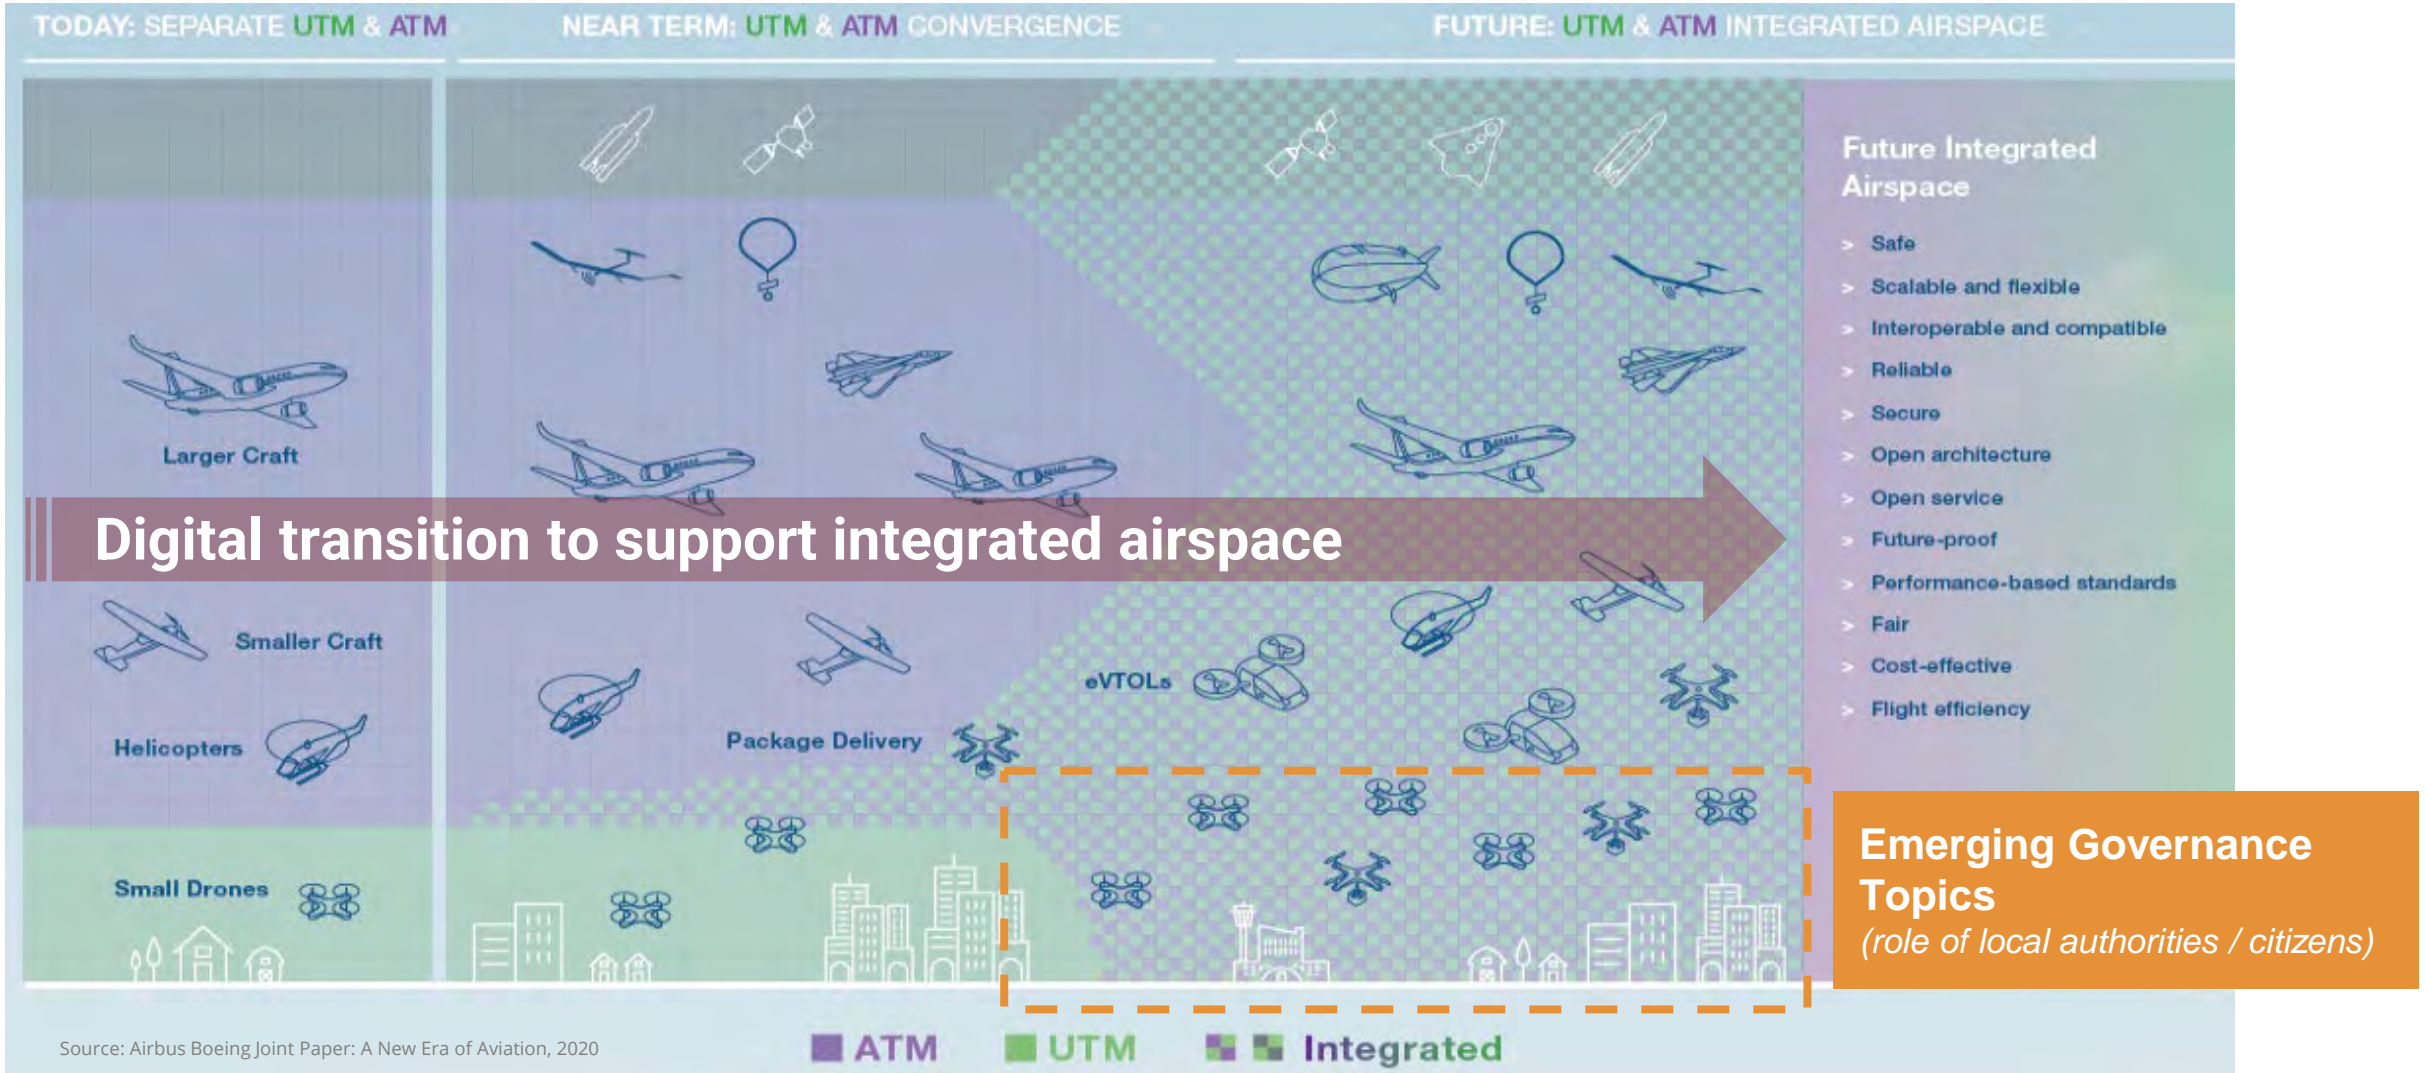 TODAY: SEPARATE UTM & ATM
NEAR TERM: UTM & ATM CONVERGENCE
FUTURE: UTM & ATM INTEGRATED AIRSPACE
Larger Craft
Digital transition to support integrated airspace
Smaller Craft
Helicopters
Small Drones
Package Delivery
eVTOLs
Future Integrated
Airspace
> Safe
> Scalable and flexible
> Interoperable and compatible
> Reliable
> Secure
> Open architecture
> Open service
> Future-proof
> Performance-based standards
> Fair
> Cost-effective
> Flight efficiency
Emerging Governance
Topics
(role of local authorities / citizens)
Source: Airbus Boeing Joint Paper: A New Era of Aviation, 2020
ATM
UTM
Integrated